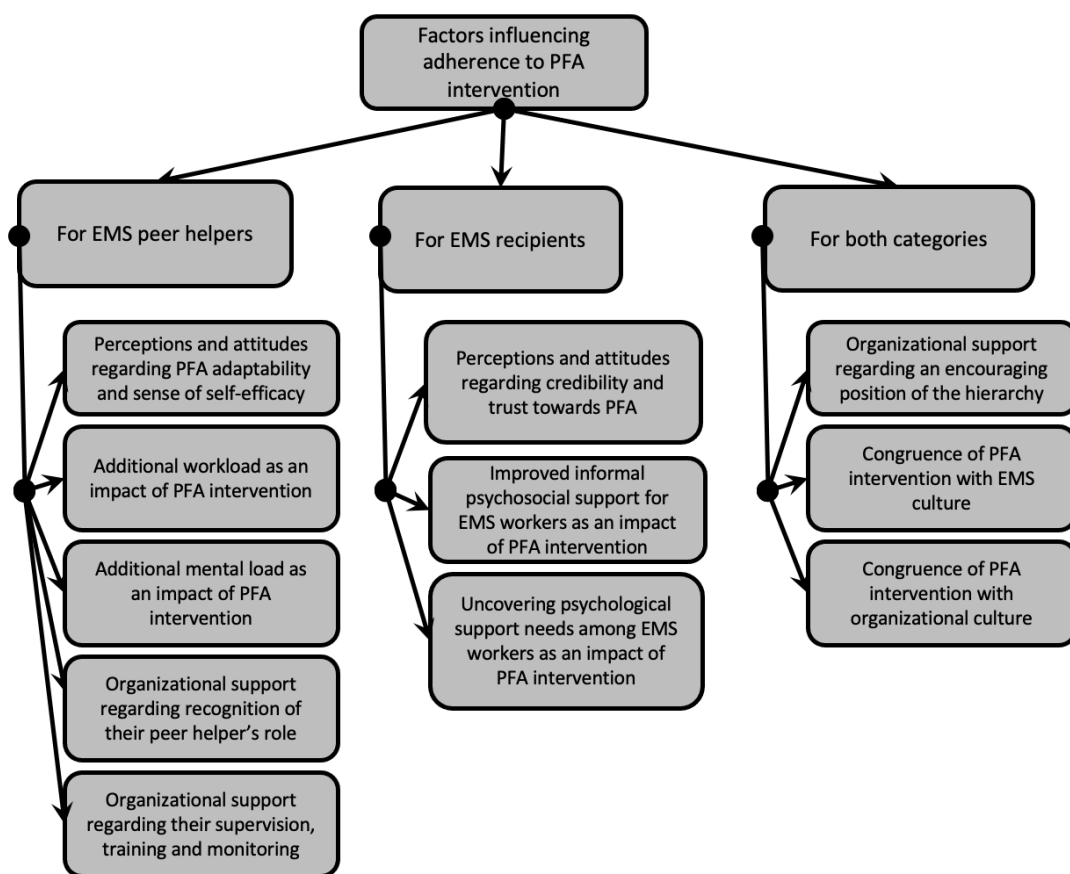 Factors influencing
adherence to PFA
intervention
For EMS peer helpers
For EMS recipients
For both categories
Perceptions and attitudes
regarding PFA adaptability
and sense of self-efficacy
Additional workload as an
impact of PFA intervention
Additional mental load as
an impact of PFA
intervention
Organizational support
regarding recognition of
their peer helper’s role
Organizational support
regarding their supervision,
training and monitoring
Perceptions and attitudes
regarding credibility and
trust towards PFA
Improved informal
psychosocial support for
EMS workers as an impact
of PFA intervention
Uncovering psychological
support needs among EMS
workers as an impact of
PFA intervention
Organizational support
regarding an encouraging
position of the hierarchy
Congruence of PFA
intervention with EMS
culture
Congruence of PFA
intervention with
organizational culture